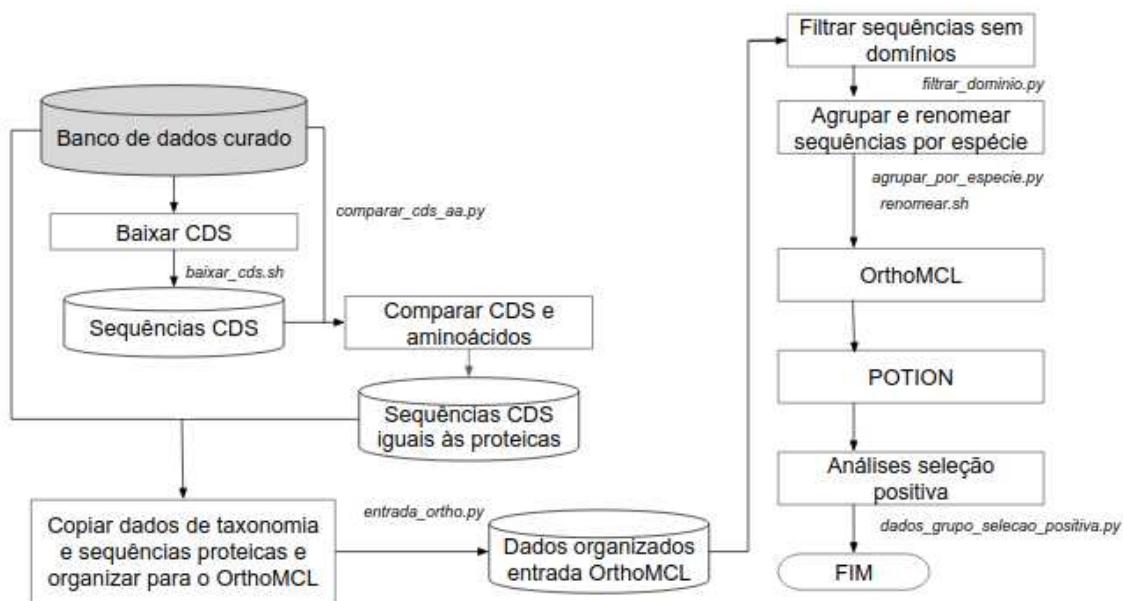 Banco de dados curado
comparar_cds_aa.py
Baixar CDS
baixar_cds.sh
Sequências CDS
Comparar CDS e
aminoácidos
Sequências CDS
iguais às proteicas
Copiar dados de taxonomia
e sequências proteicas e
organizar para o OrthoMCL
entrada_ortho.py
Dados organizados
entrada OrthoMCL
Filtrar sequências sem
domínios
filtrar_dominio.py
Agrupar e renomear
sequências por espécie
agrupar_por_especie.py
renomear.sh
OrthoMCL
POTION
Análises seleção
positiva
dados_grupo_selecao_positiva.py
FIM